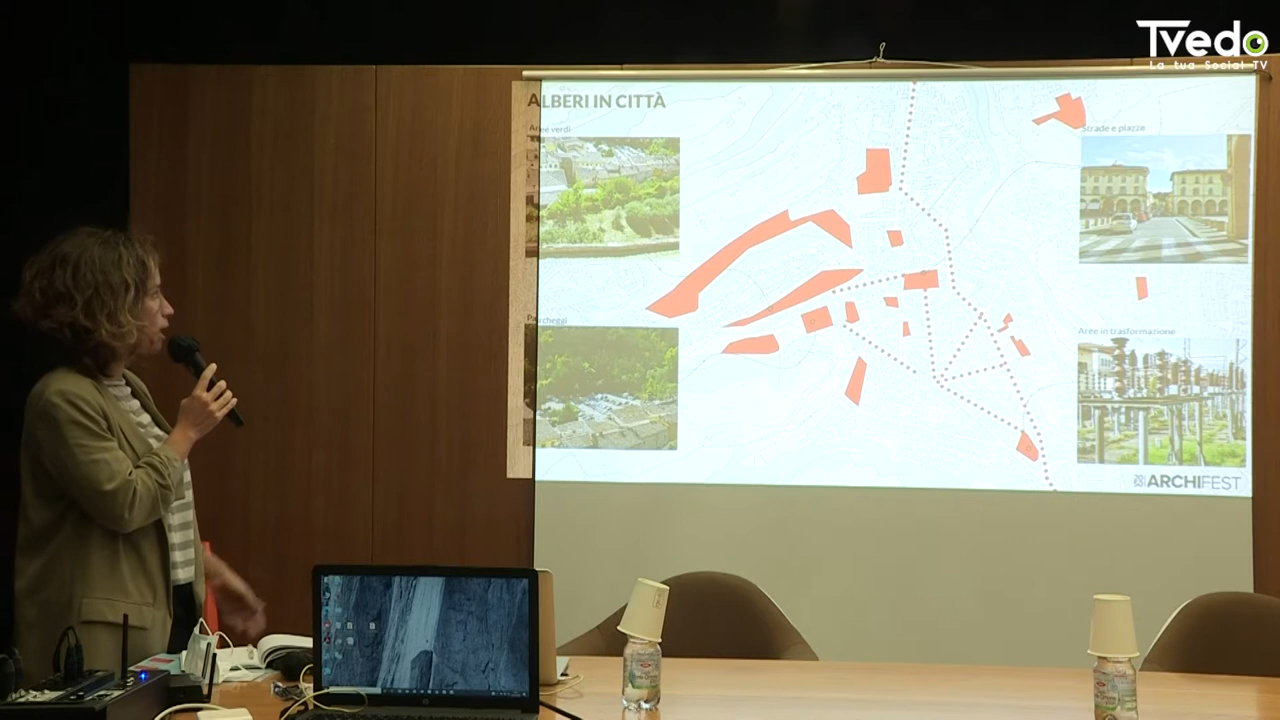 Tvedo
La tua Social TV
ALBERI IN CITTÀ
Aree verdi
Strade e piazze
Parcheggi
Aree in trasformazione
ARCHIFEST